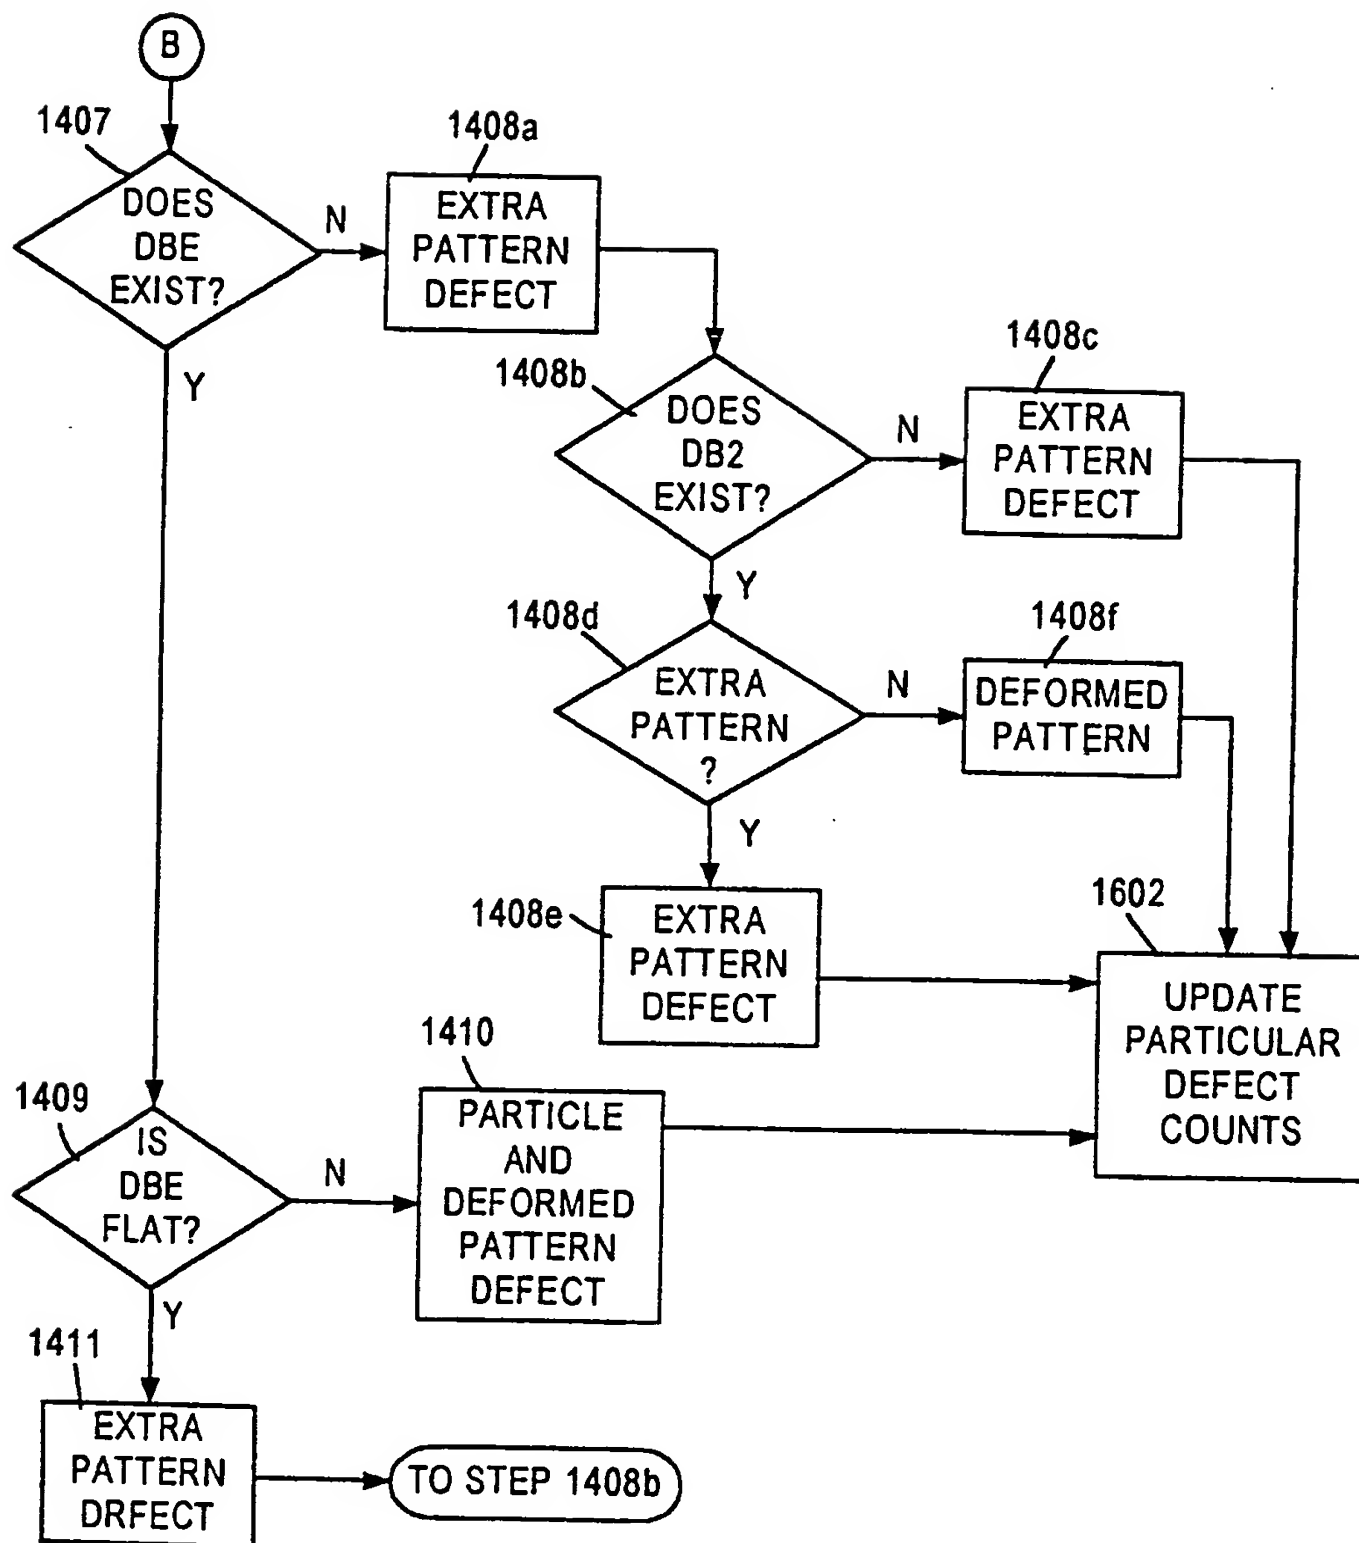 B
1407
DOES
DBE
EXIST?
N
Y
1408a
EXTRA
PATTERN
DEFECT
1408b
DOES
DB2
EXIST?
N
Y
1408c
EXTRA
PATTERN
DEFECT
1408d
EXTRA
PATTERN
?
N
Y
1408f
DEFORMED
PATTERN
1408e
EXTRA
PATTERN
DEFECT
1602
UPDATE
PARTICULAR
DEFECT
COUNTS
1409
IS
DBE
FLAT?
N
Y
1410
PARTICLE
AND
DEFORMED
PATTERN
DEFECT
1411
EXTRA
PATTERN
DRFECT
TO STEP 1408b